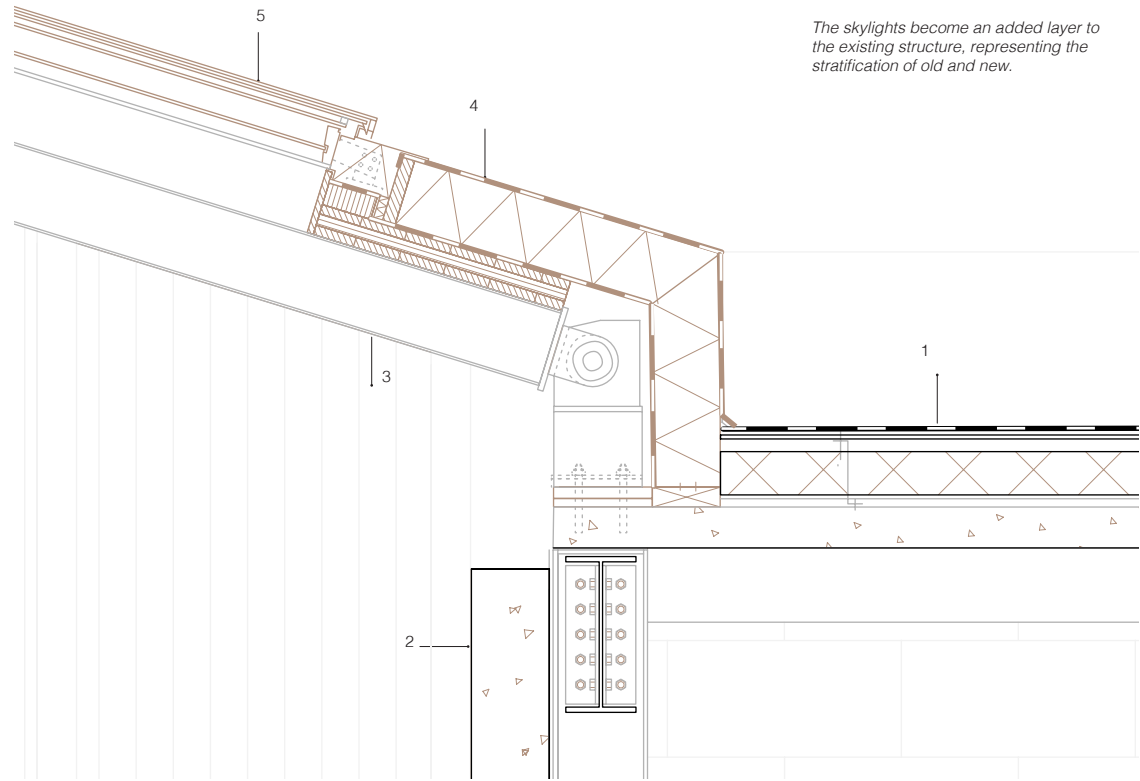 5
The skylights become an added layer to
the existing structure, representing the
stratification of old and new.
4
1
3
2